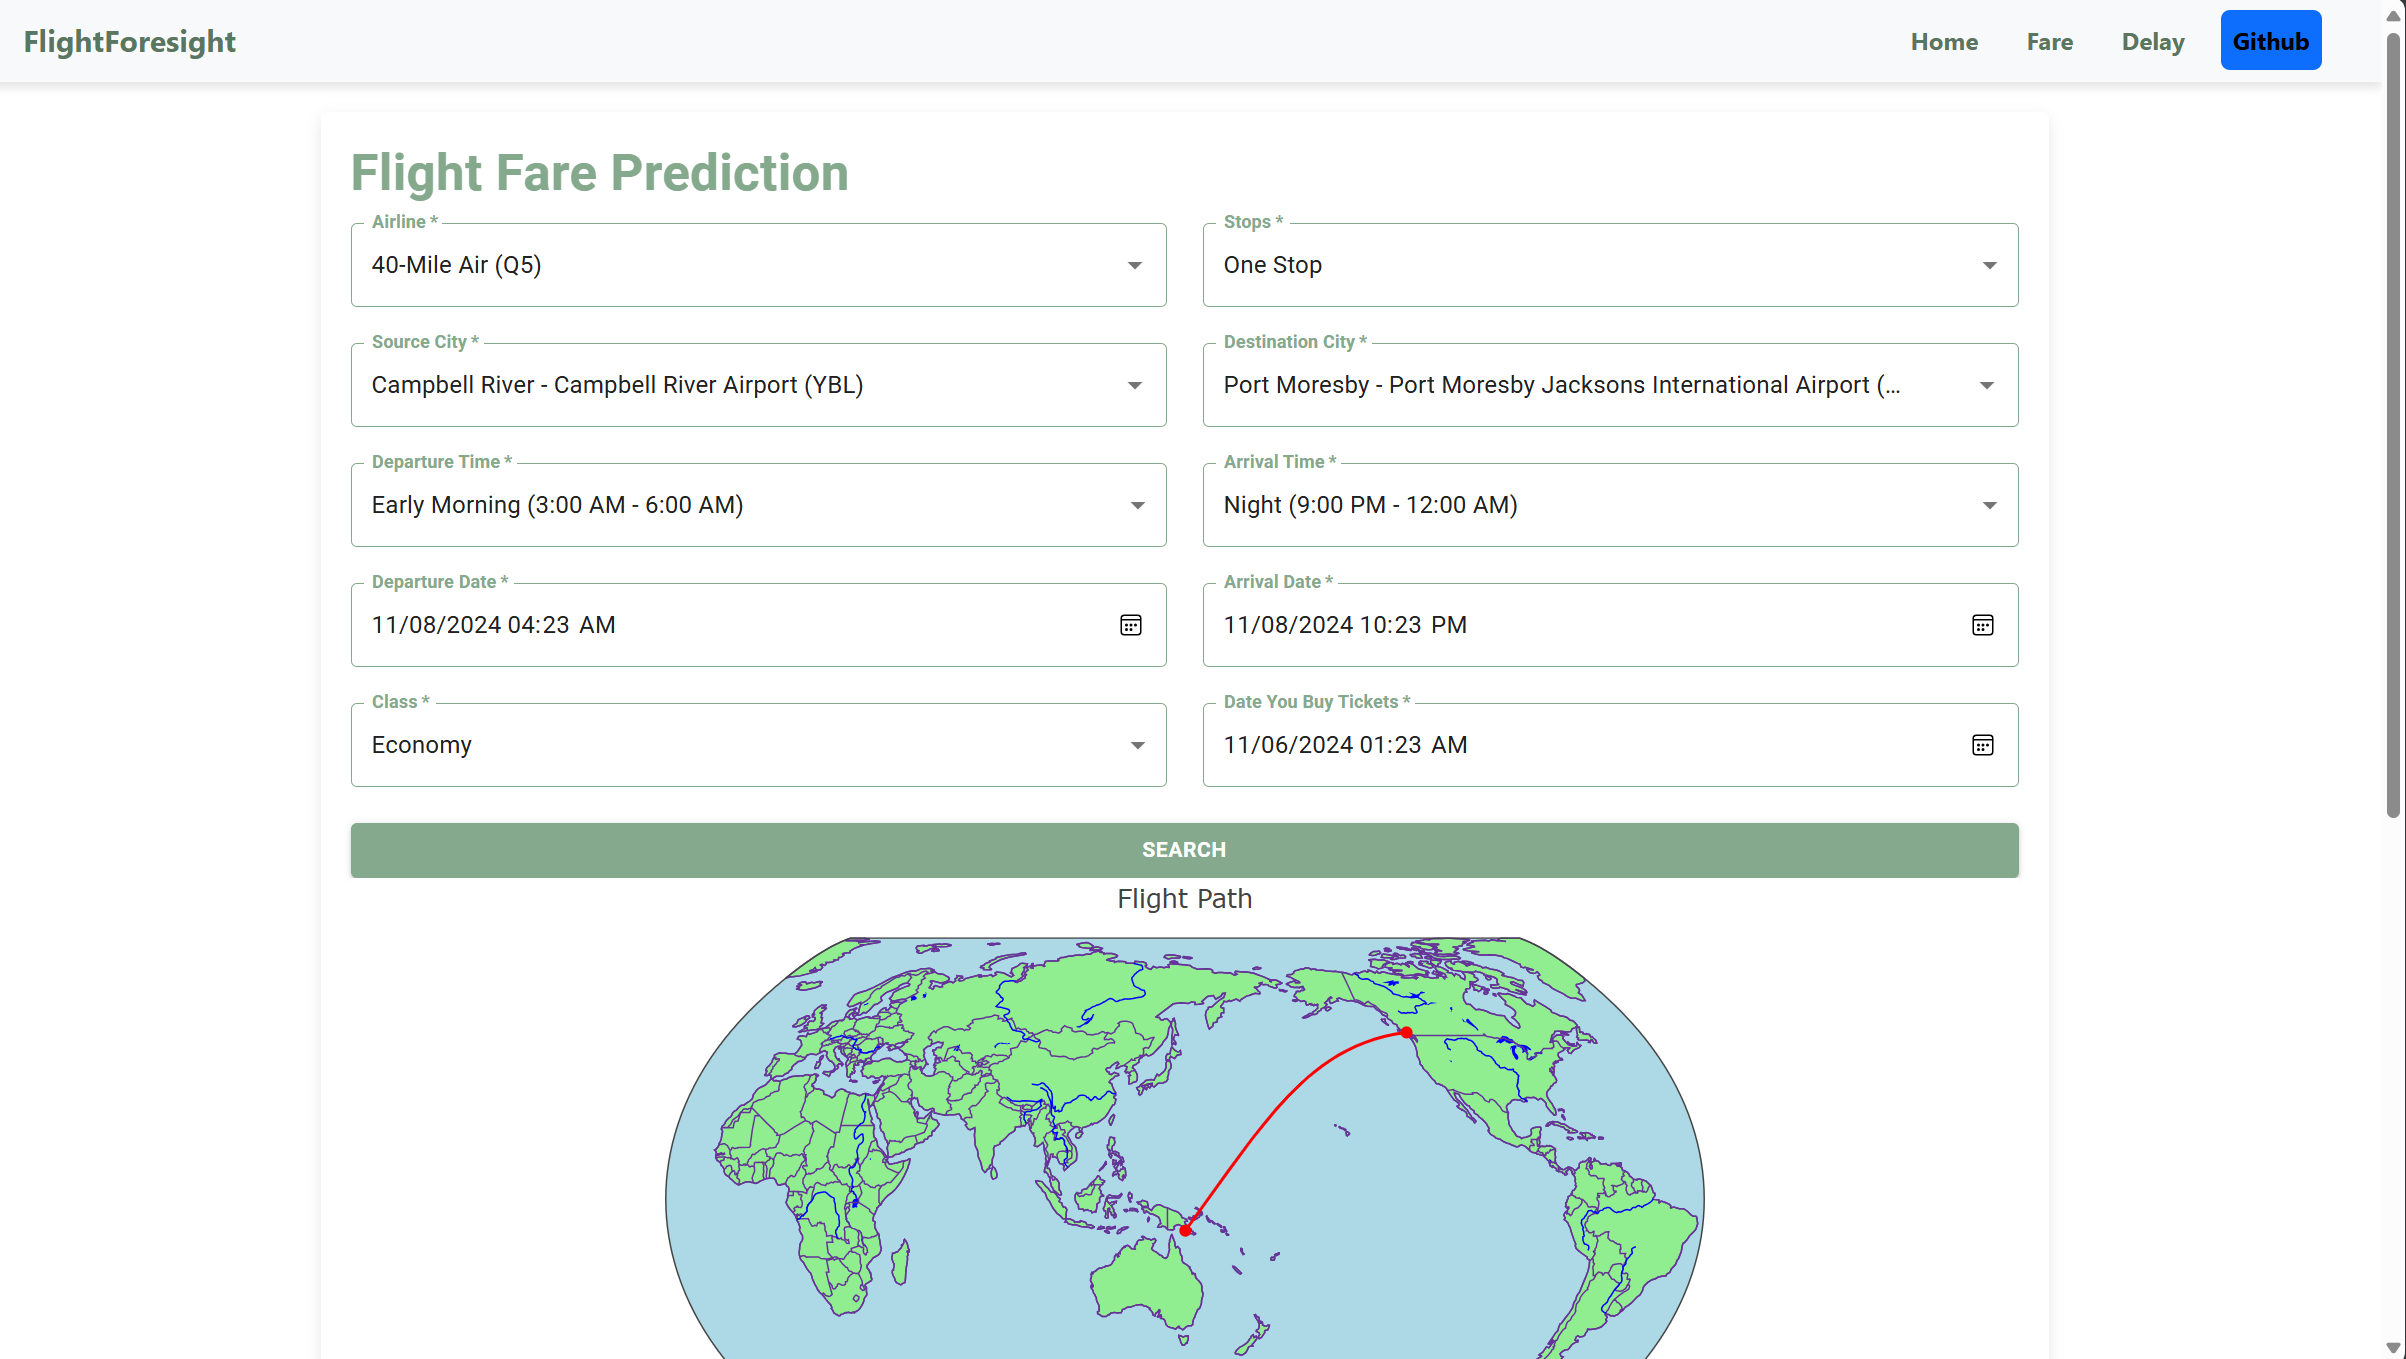 FlightForesight
Home Fare Delay Github
Flight Fare Prediction
Airline *
40-Mile Air (Q5)
Stops *
One Stop
Source City *
Campbell River - Campbell River Airport (YBL)
Destination City *
Port Moresby - Port Moresby Jacksons International Airport (...
Departure Time *
Early Morning (3:00 AM - 6:00 AM)
Arrival Time *
Night (9:00 PM - 12:00 AM)
Departure Date *
11/08/2024 04:23 AM
Arrival Date *
11/08/2024 10:23 PM
Class *
Economy
Date You Buy Tickets *
11/06/2024 01:23 AM
SEARCH
Flight Path